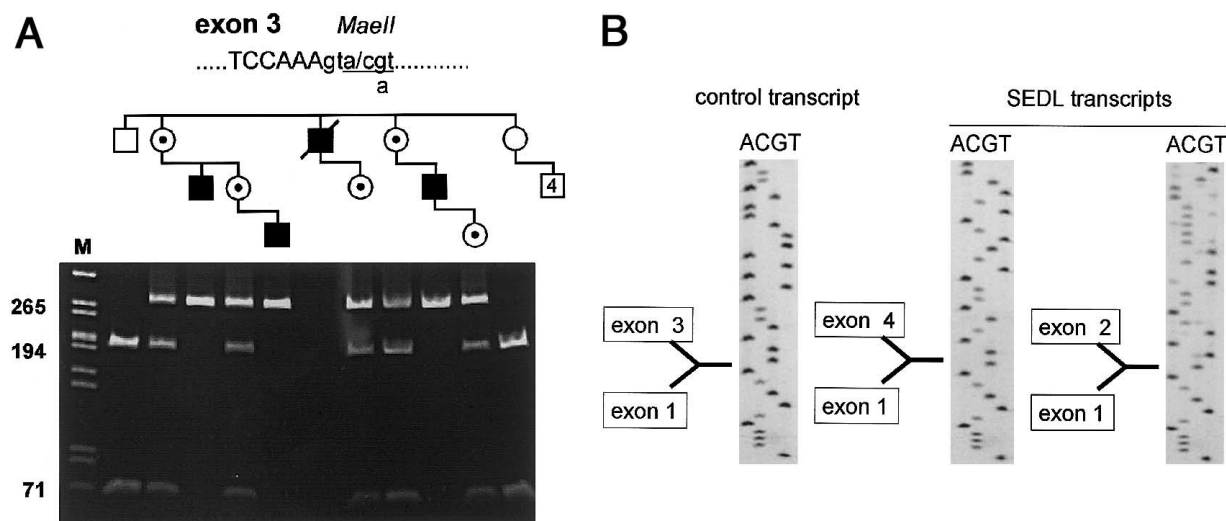 A
exon 3 MaeII
.....TCCAAAgta/cgt............
a
4
M
265
194
71
B
control transcript
SEDL transcripts
ACGT
ACGT
ACGT
exon 3
exon 1
exon 4
exon 1
exon 2
exon 1